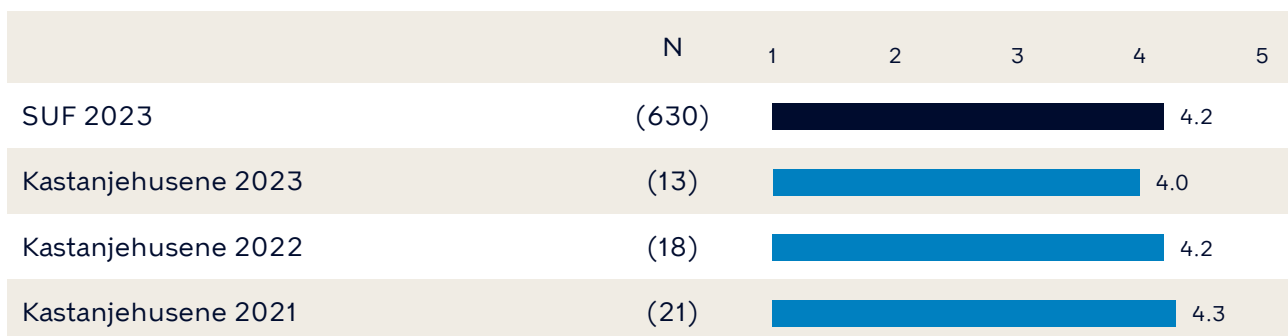 N 1 2 3 4 5
SUF 2023 (630) 4.2
Kastanjehusene 2023 (13) 4.0
Kastanjehusene 2022 (18) 4.2
Kastanjehusene 2021 (21) 4.3